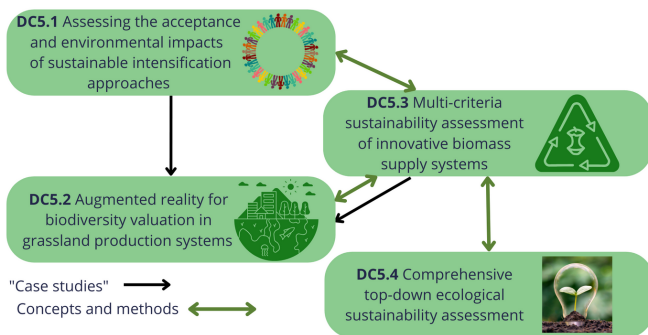 DC5.1 Assessing the acceptance
and environmental impacts
of sustainable intensification
approaches
DC5.3 Multi-criteria
sustainability assessment
of innovative biomass
supply systems
DC5.2 Augmented reality for
biodiversity valuation in
grassland production systems
DC5.4 Comprehensive
top-down ecological
sustainability assessment
"Case studies"
Concepts and methods